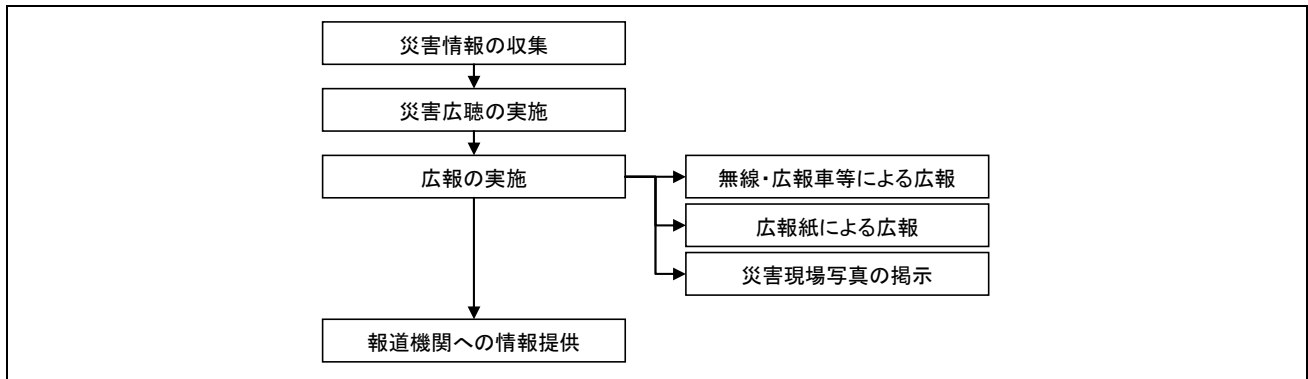 災害情報の収集
災害広聴の実施
広報の実施
無線・広報車等による広報
広報紙による広報
災害現場写真の掲示
報道機関への情報提供